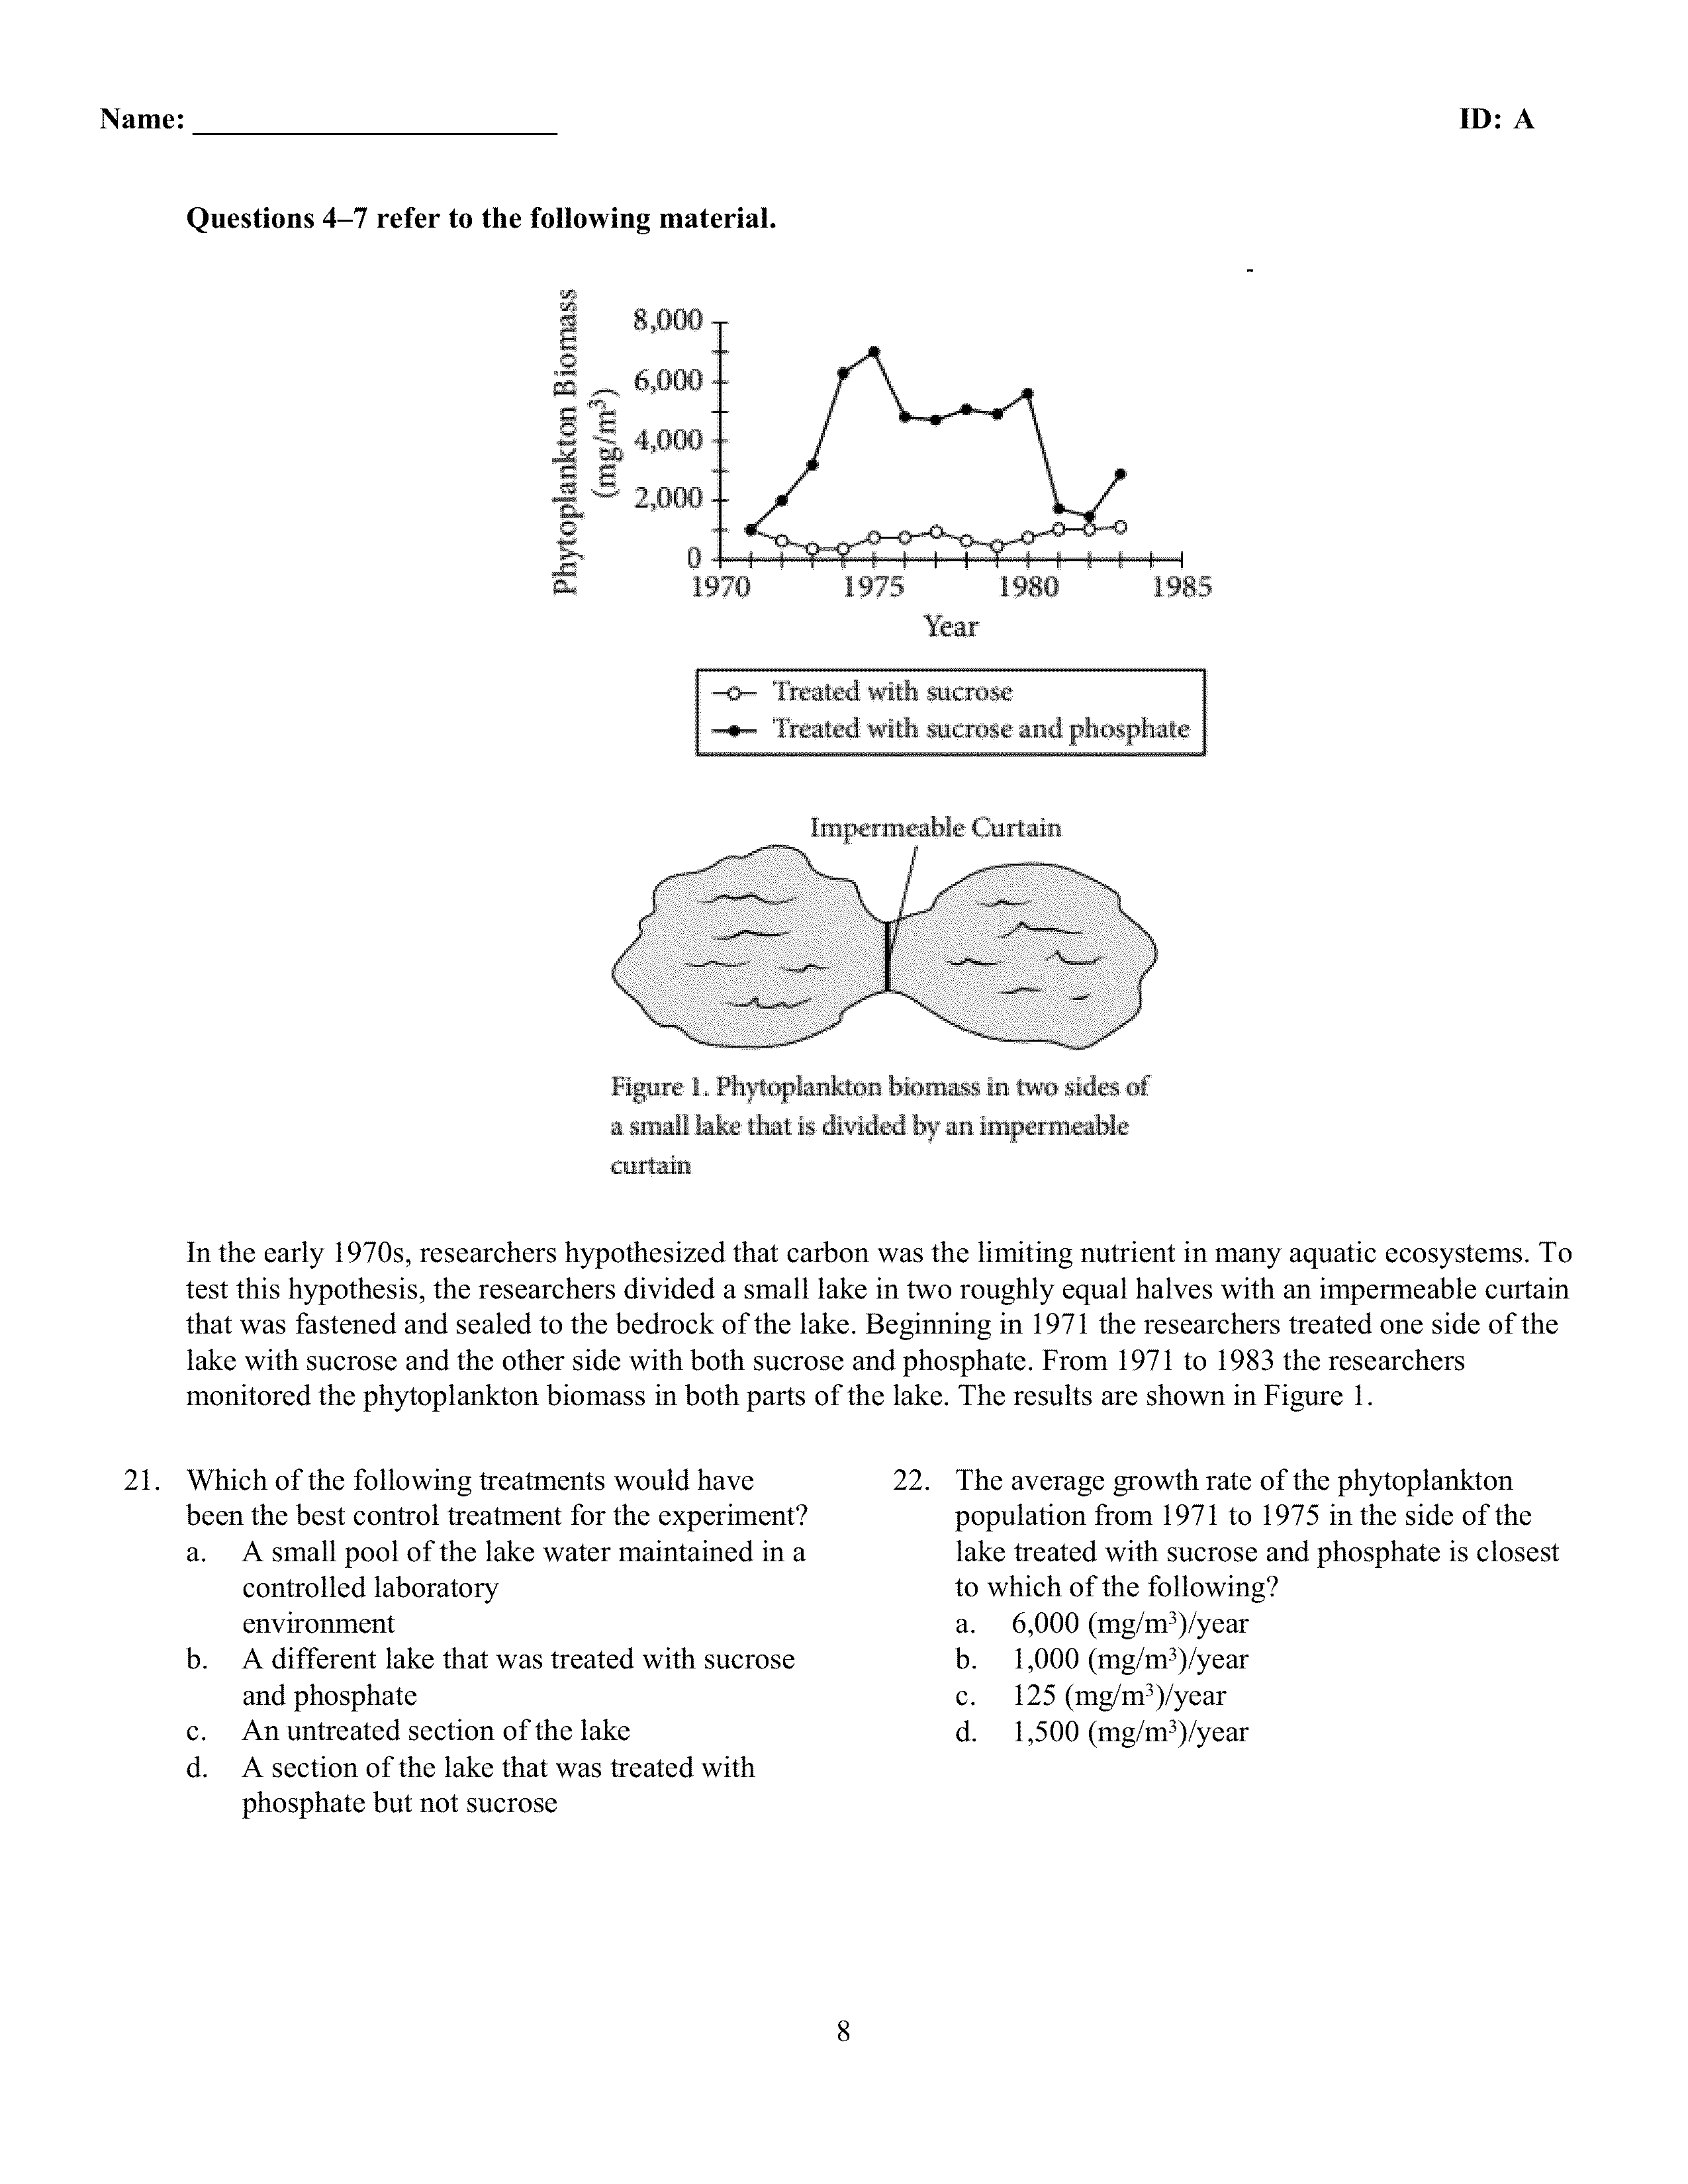 Name: ______________________ ID: A
Questions 4–7 refer to the following material.
-
Phytoplankton Biomass
(mg/m³)
8,000
6,000
4,000
2,000
0
1970 1975 1980 1985
Year
Treated with sucrose
Treated with sucrose and phosphate
Impermeable Curtain
Figure 1. Phytoplankton biomass in two sides of
a small lake that is divided by an impermeable
curtain
In the early 1970s, researchers hypothesized that carbon was the limiting nutrient in many aquatic ecosystems. To
test this hypothesis, the researchers divided a small lake in two roughly equal halves with an impermeable curtain
that was fastened and sealed to the bedrock of the lake. Beginning in 1971 the researchers treated one side of the
lake with sucrose and the other side with both sucrose and phosphate. From 1971 to 1983 the researchers
monitored the phytoplankton biomass in both parts of the lake. The results are shown in Figure 1.
21. Which of the following treatments would have
been the best control treatment for the experiment?
a. A small pool of the lake water maintained in a
controlled laboratory
environment
b. A different lake that was treated with sucrose
and phosphate
c. An untreated section of the lake
d. A section of the lake that was treated with
phosphate but not sucrose
22. The average growth rate of the phytoplankton
population from 1971 to 1975 in the side of the
lake treated with sucrose and phosphate is closest
to which of the following?
a. 6,000 (mg/m³)/year
b. 1,000 (mg/m³)/year
c. 125 (mg/m³)/year
d. 1,500 (mg/m³)/year
8